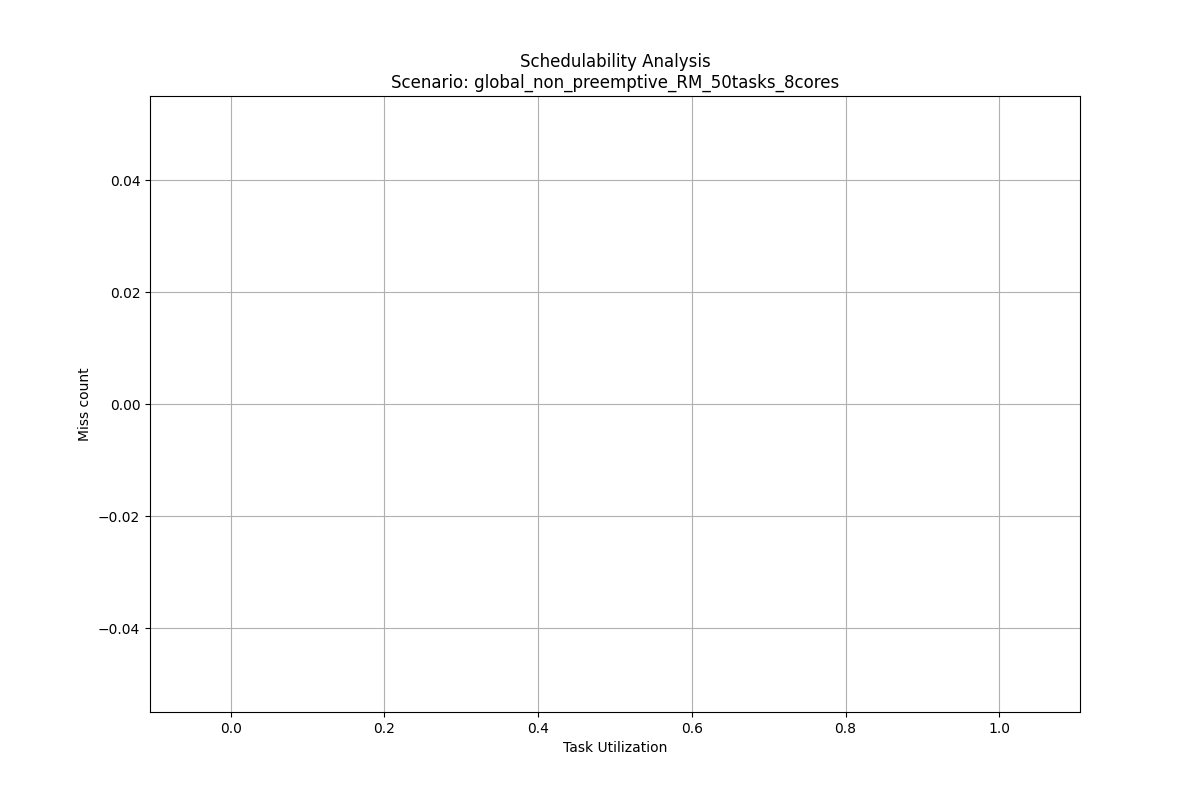 Schedulability Analysis
Scenario: global_non_preemptive_RM_50tasks_8cores
0.04
0.02
0.00
−0.02
−0.04
Miss count
0.0 0.2 0.4 0.6 0.8 1.0
Task Utilization